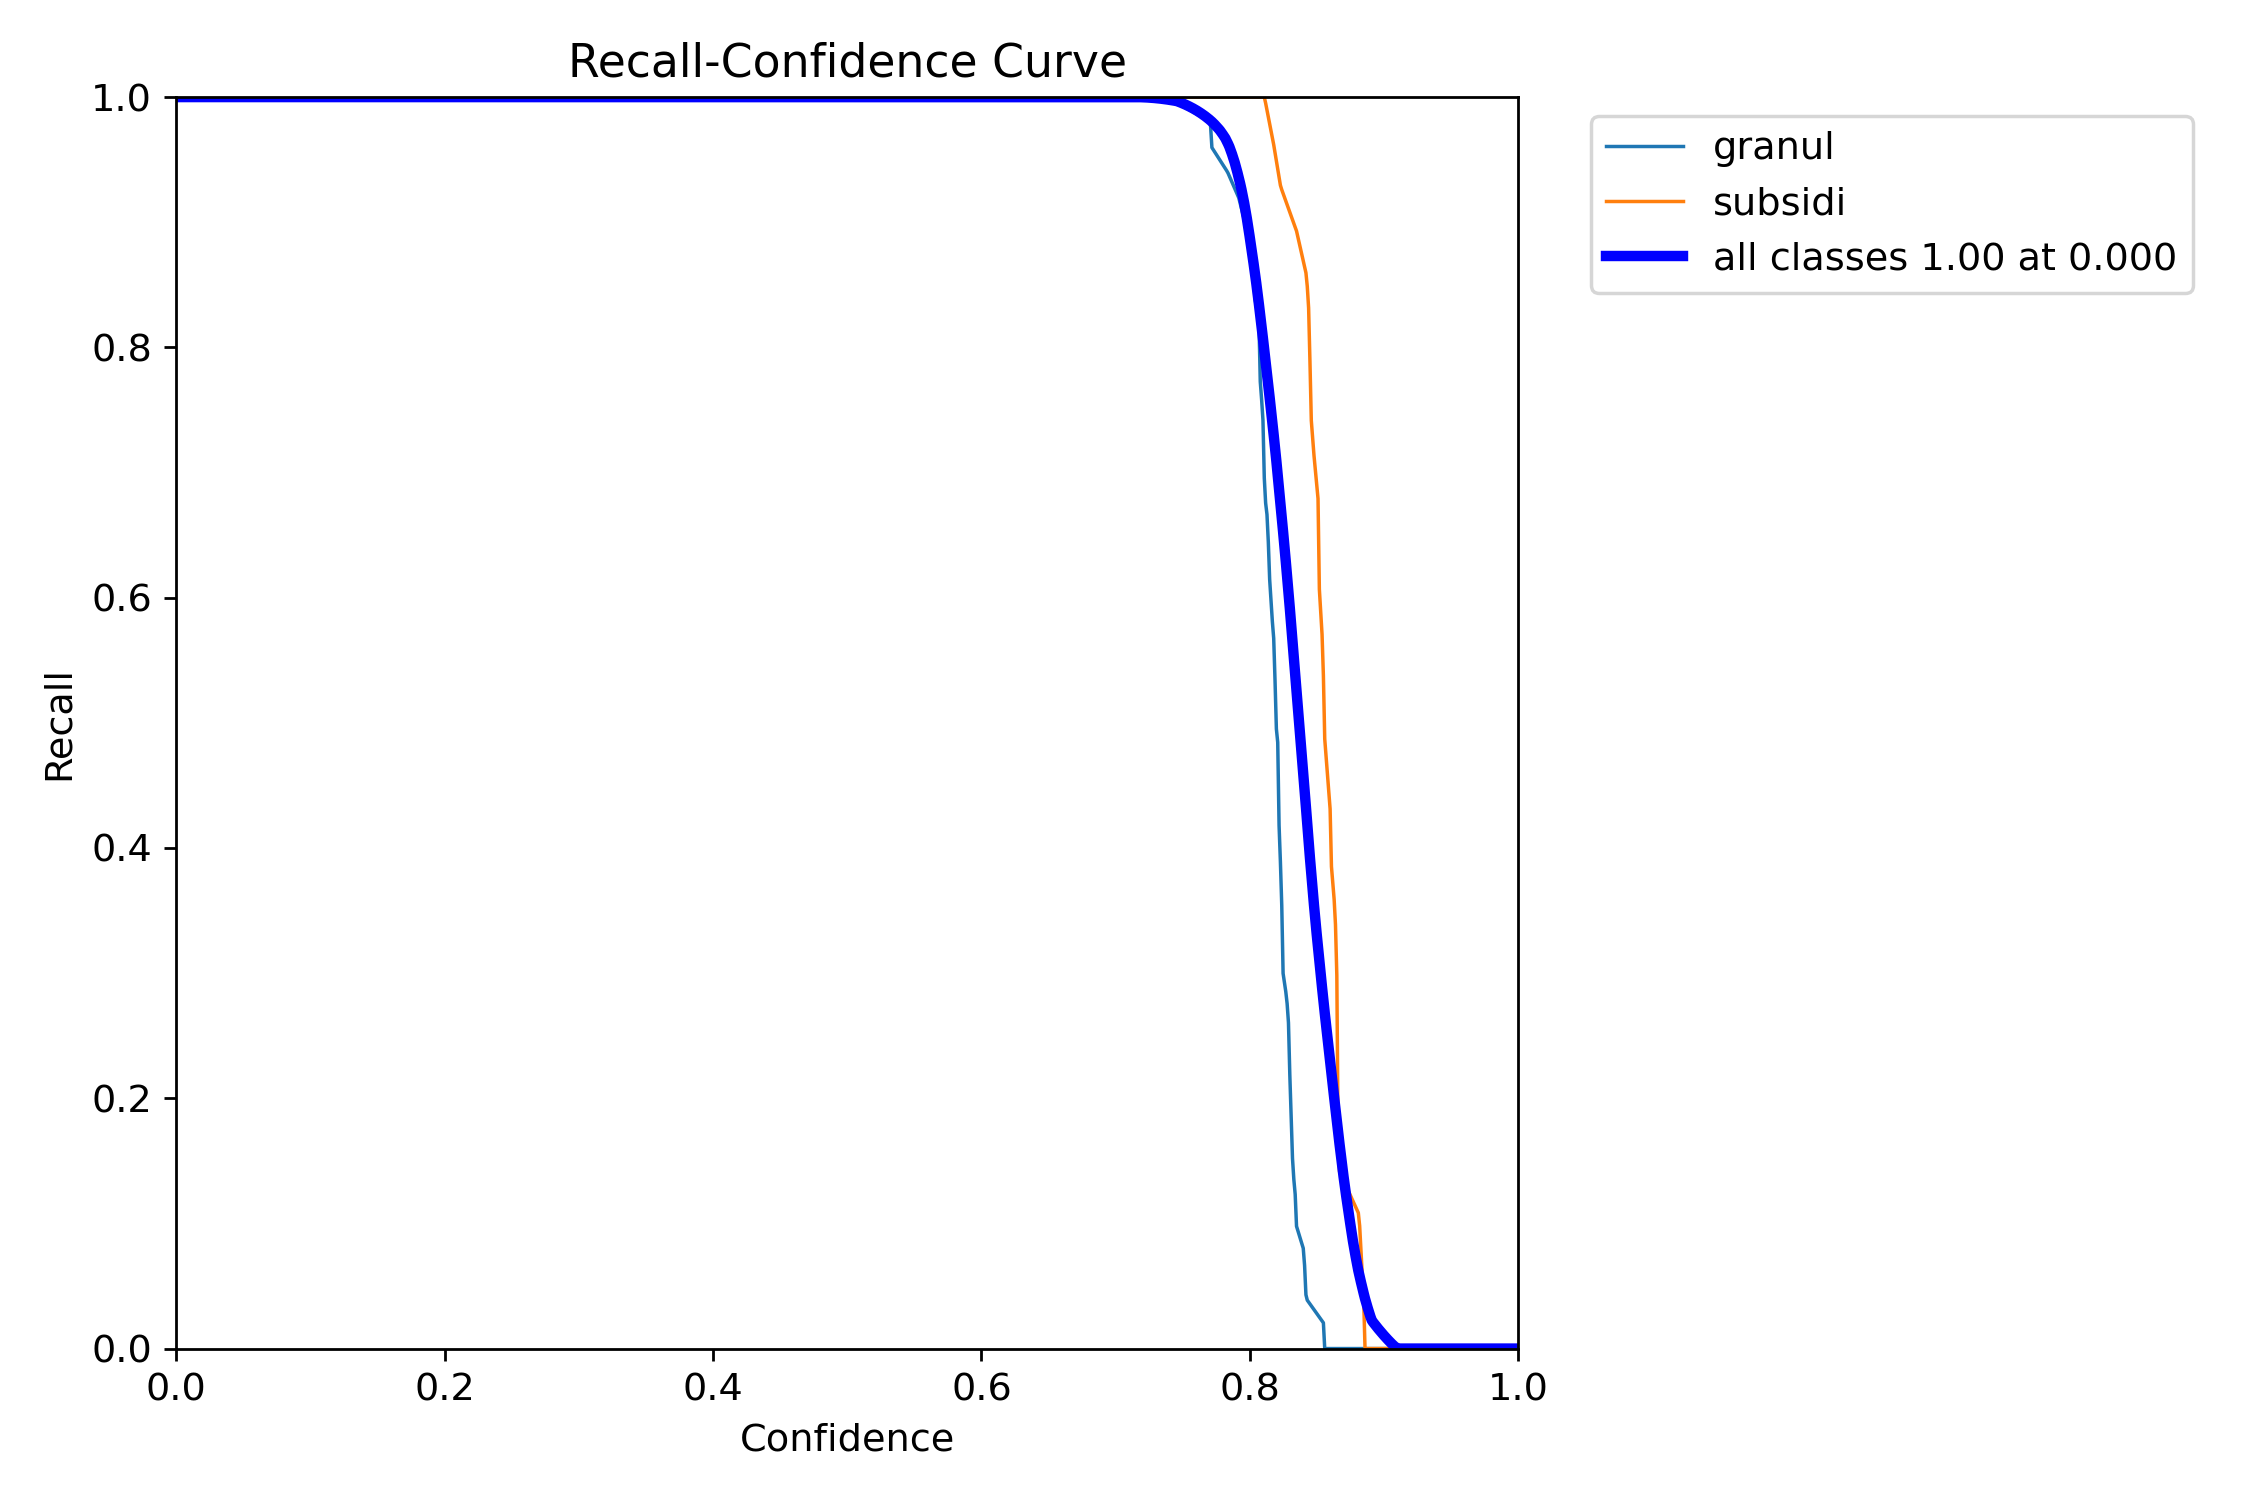 Recall-Confidence Curve
1.0
0.8
0.6
0.4
0.2
0.0
Recall
0.0 0.2 0.4 0.6 0.8 1.0
Confidence
granul
subsidi
all classes 1.00 at 0.000